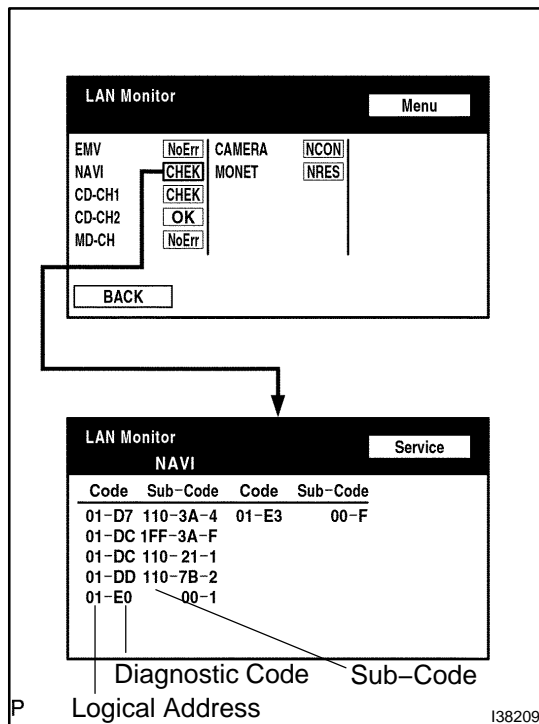 LAN Monitor
Menu
EMV NoErr CAMERA NCON
NAVI CHEK MONET NRES
CD-CH1 CHEK
CD-CH2 OK
MD-CH NoErr
BACK
LAN Monitor
NAVI
Service
Code Sub-Code Code Sub-Code
01-D7 110-3A-4 01-E3 00-F
01-DC 1FF-3A-F
01-DC 110-21-1
01-DD 110-7B-2
01-E0 00-1
Diagnostic Code Sub-Code
P Logical Address
I38209